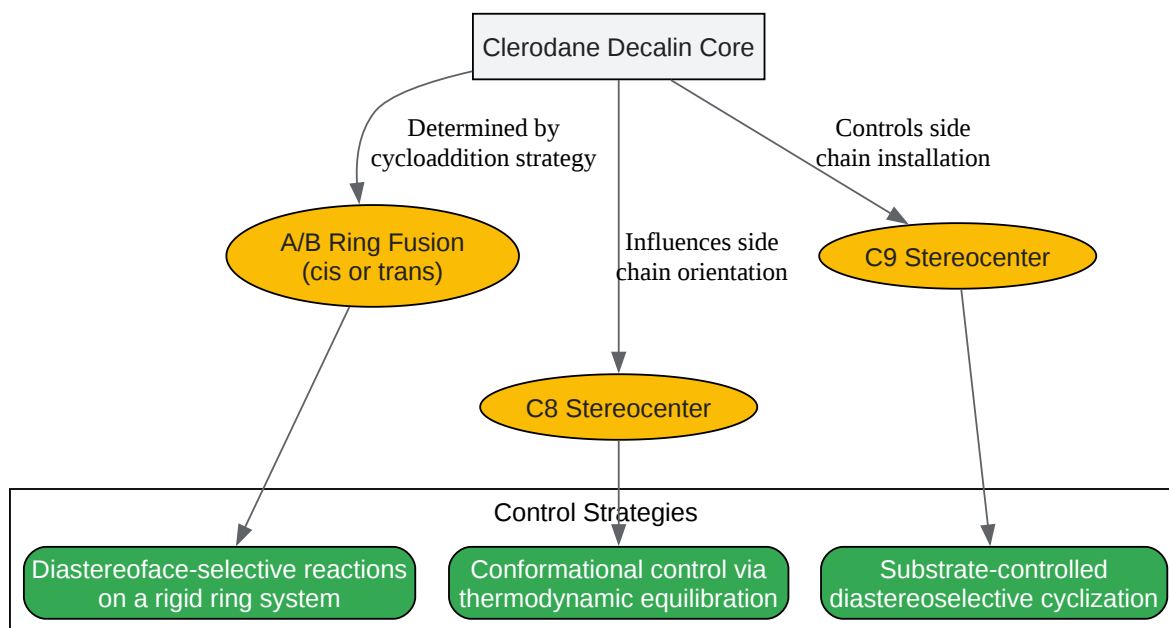 Clerodane Decalin Core
Determined by
cycloaddition strategy
Controls side
chain installation
A/B Ring Fusion
(cis or trans)
Influences side
chain orientation
C9 Stereocenter
C8 Stereocenter
Control Strategies
Diastereoface-selective reactions
on a rigid ring system
Conformational control via
thermodynamic equilibration
Substrate-controlled
diastereoselective cyclization